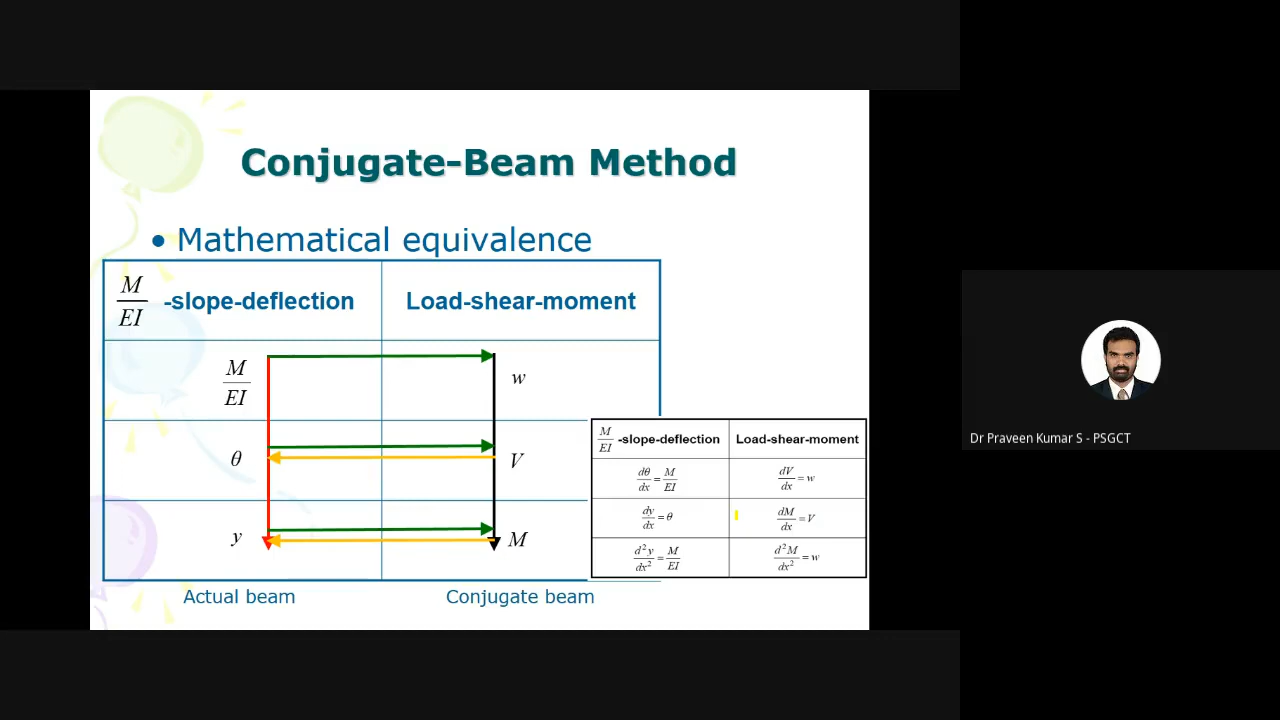 Conjugate-Beam Method
• Mathematical equivalence
M/EI -slope-deflection Load-shear-moment
M/EI w
θ V
y M
Actual beam Conjugate beam
M/EI -slope-deflection Load-shear-moment
dθ/dx = M/EI dV/dx = w
dy/dx = θ dM/dx = V
d²y/dx² = M/EI d²M/dx² = w
Dr Praveen Kumar S - PSGCT